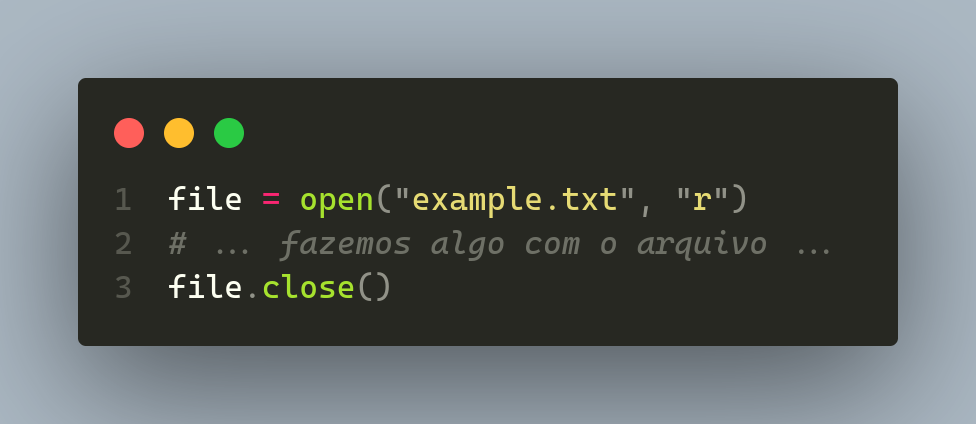 1 file = open("example.txt", "r")
2 # ... fazemos algo com o arquivo ...
3 file.close()